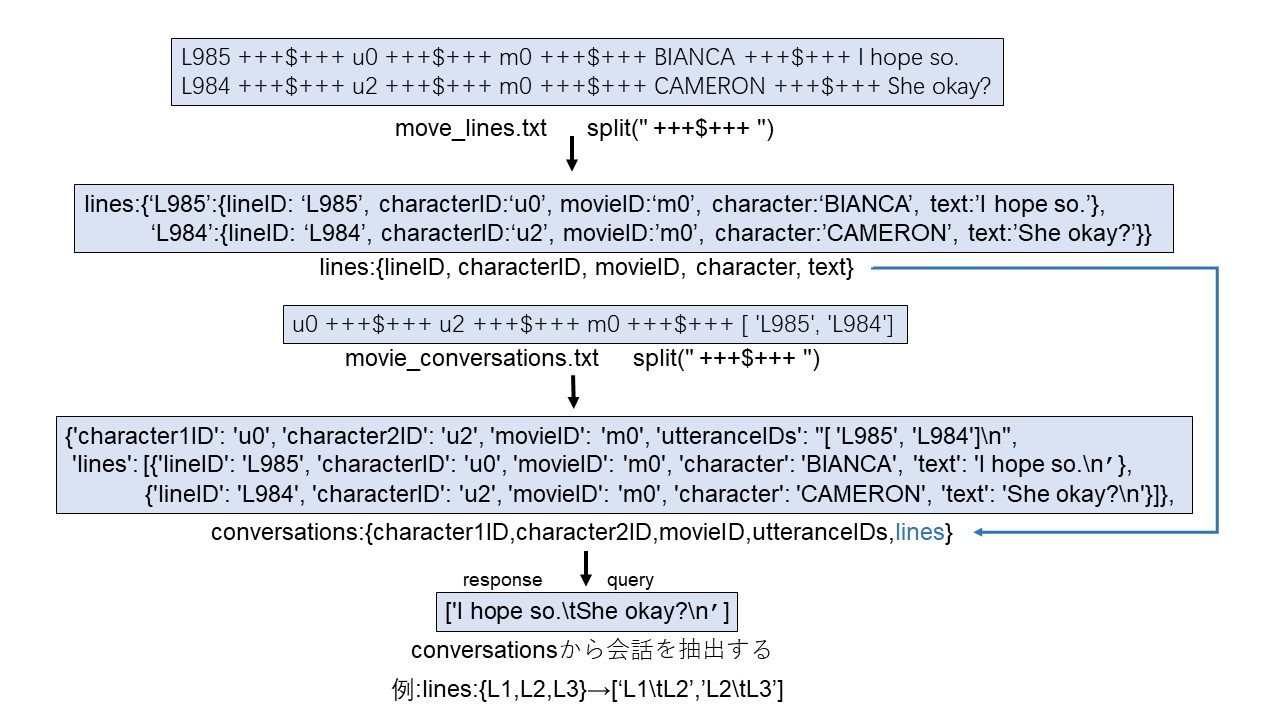 L985 +++$+++ u0 +++$+++ m0 +++$+++ BIANCA +++$+++ I hope so.
L984 +++$+++ u2 +++$+++ m0 +++$+++ CAMERON +++$+++ She okay?
move_lines.txt split(" +++$+++ ")
lines:{‘L985’:{lineID: ‘L985’, characterID:‘u0’, movieID:‘m0’, character:‘BIANCA’, text:’I hope so.’},
‘L984’:{lineID: ‘L984’, characterID:‘u2’, movieID:’m0’, character:’CAMERON’, text:’She okay?’}}
lines:{lineID, characterID, movieID, character, text}
u0 +++$+++ u2 +++$+++ m0 +++$+++ [ 'L985', 'L984']
movie_conversations.txt split(" +++$+++ ")
{'character1ID': 'u0', 'character2ID': 'u2', 'movieID': 'm0', 'utteranceIDs': "[ 'L985', 'L984']\n",
'lines': [{'lineID': 'L985', 'characterID': 'u0', 'movieID': 'm0', 'character': 'BIANCA', 'text': 'I hope so.\n’},
{'lineID': 'L984', 'characterID': 'u2', 'movieID': 'm0', 'character': 'CAMERON', 'text': 'She okay?\n'}]},
conversations:{character1ID,character2ID,movieID,utteranceIDs,lines}
response query
['I hope so.\tShe okay?\n’]
conversationsから会話を抽出する
例:lines:{L1,L2,L3}→[‘L1\tL2’,’L2\tL3’]